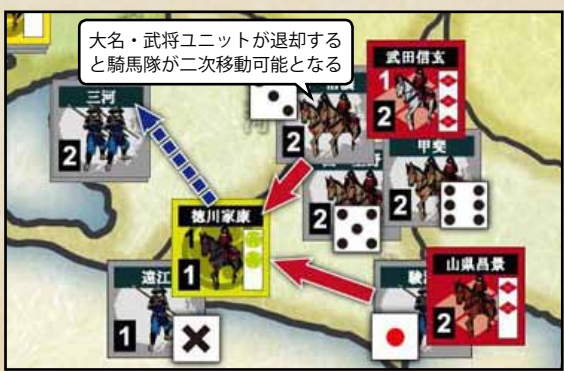 大名・武将ユニットが退却する
と騎馬隊が二次移動可能となる
武田信玄
1
2
三河
2
2
甲斐
2
2
徳川家康
1
1
山県昌景
2
遠江
1